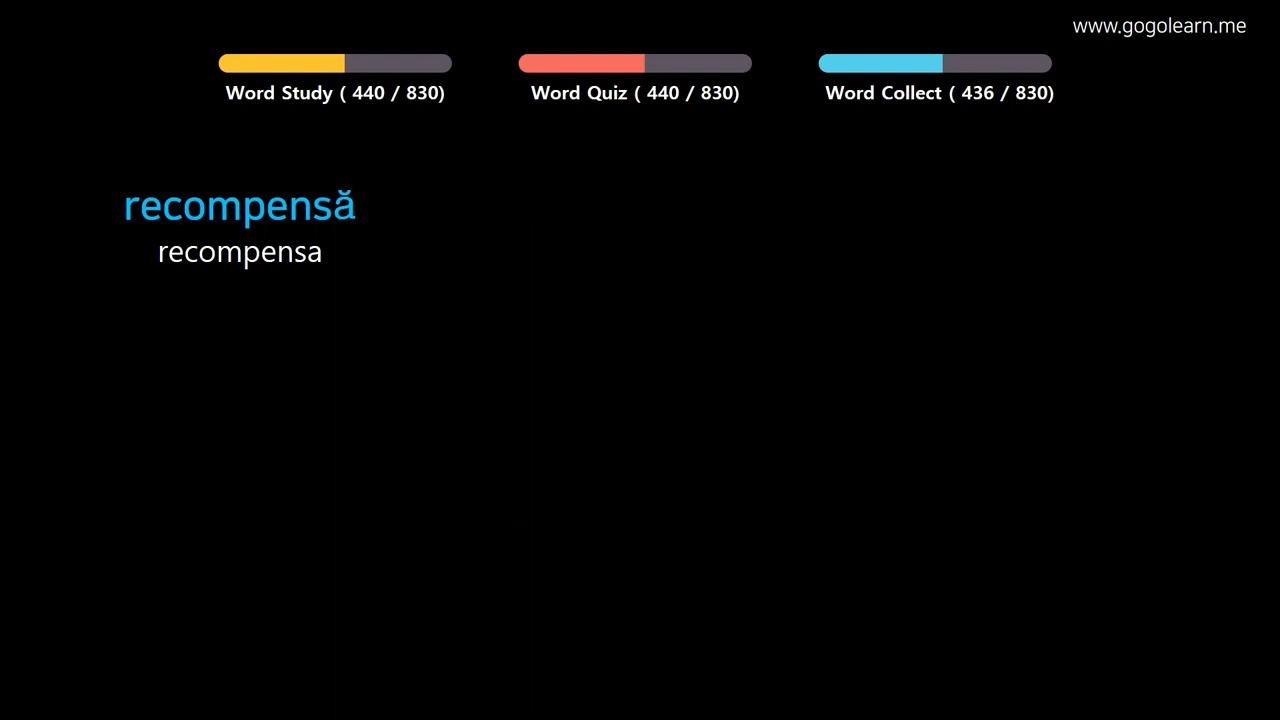 www.gogolearn.me
Word Study ( 440 / 830)
Word Quiz ( 440 / 830)
Word Collect ( 436 / 830)
recompensă
recompensa